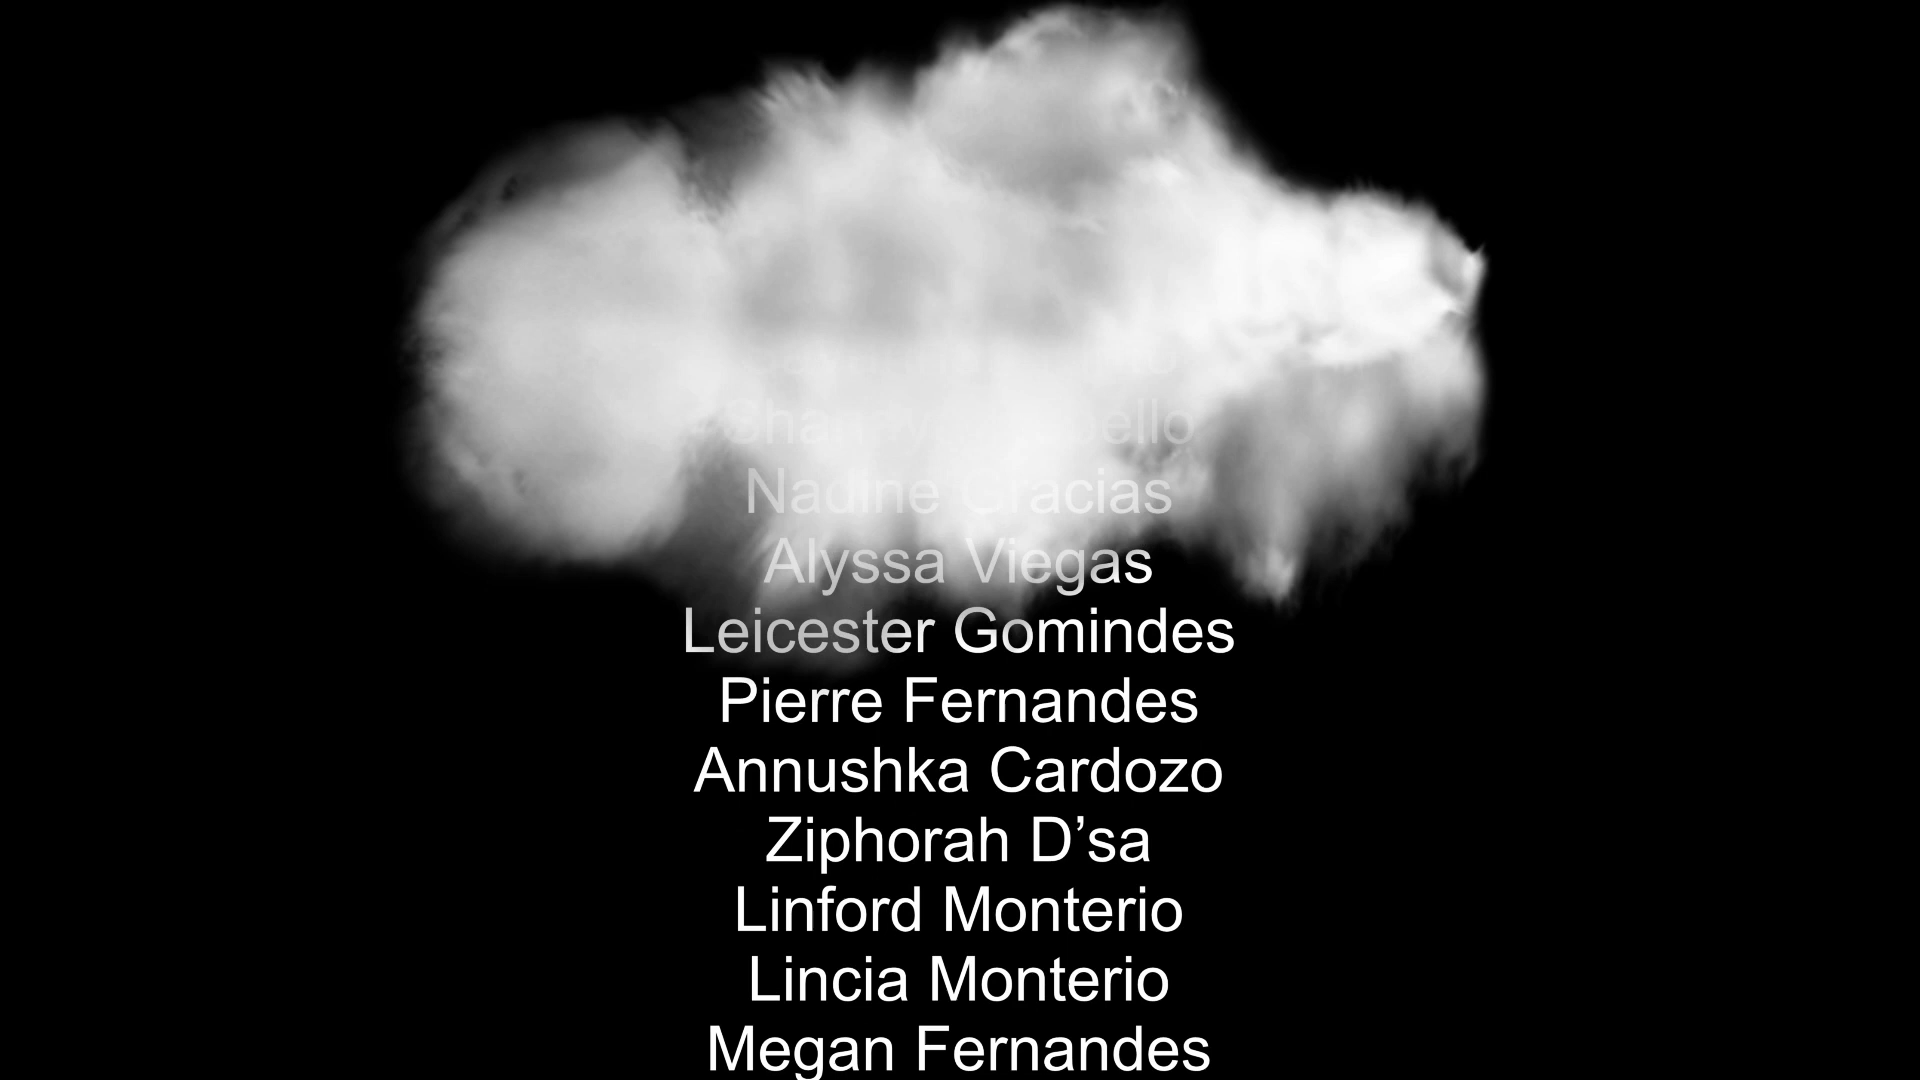 Nadine Gracias
Alyssa Viegas
Leicester Gomindes
Pierre Fernandes
Annushka Cardozo
Ziphorah D’sa
Linford Monterio
Lincia Monterio
Megan Fernandes